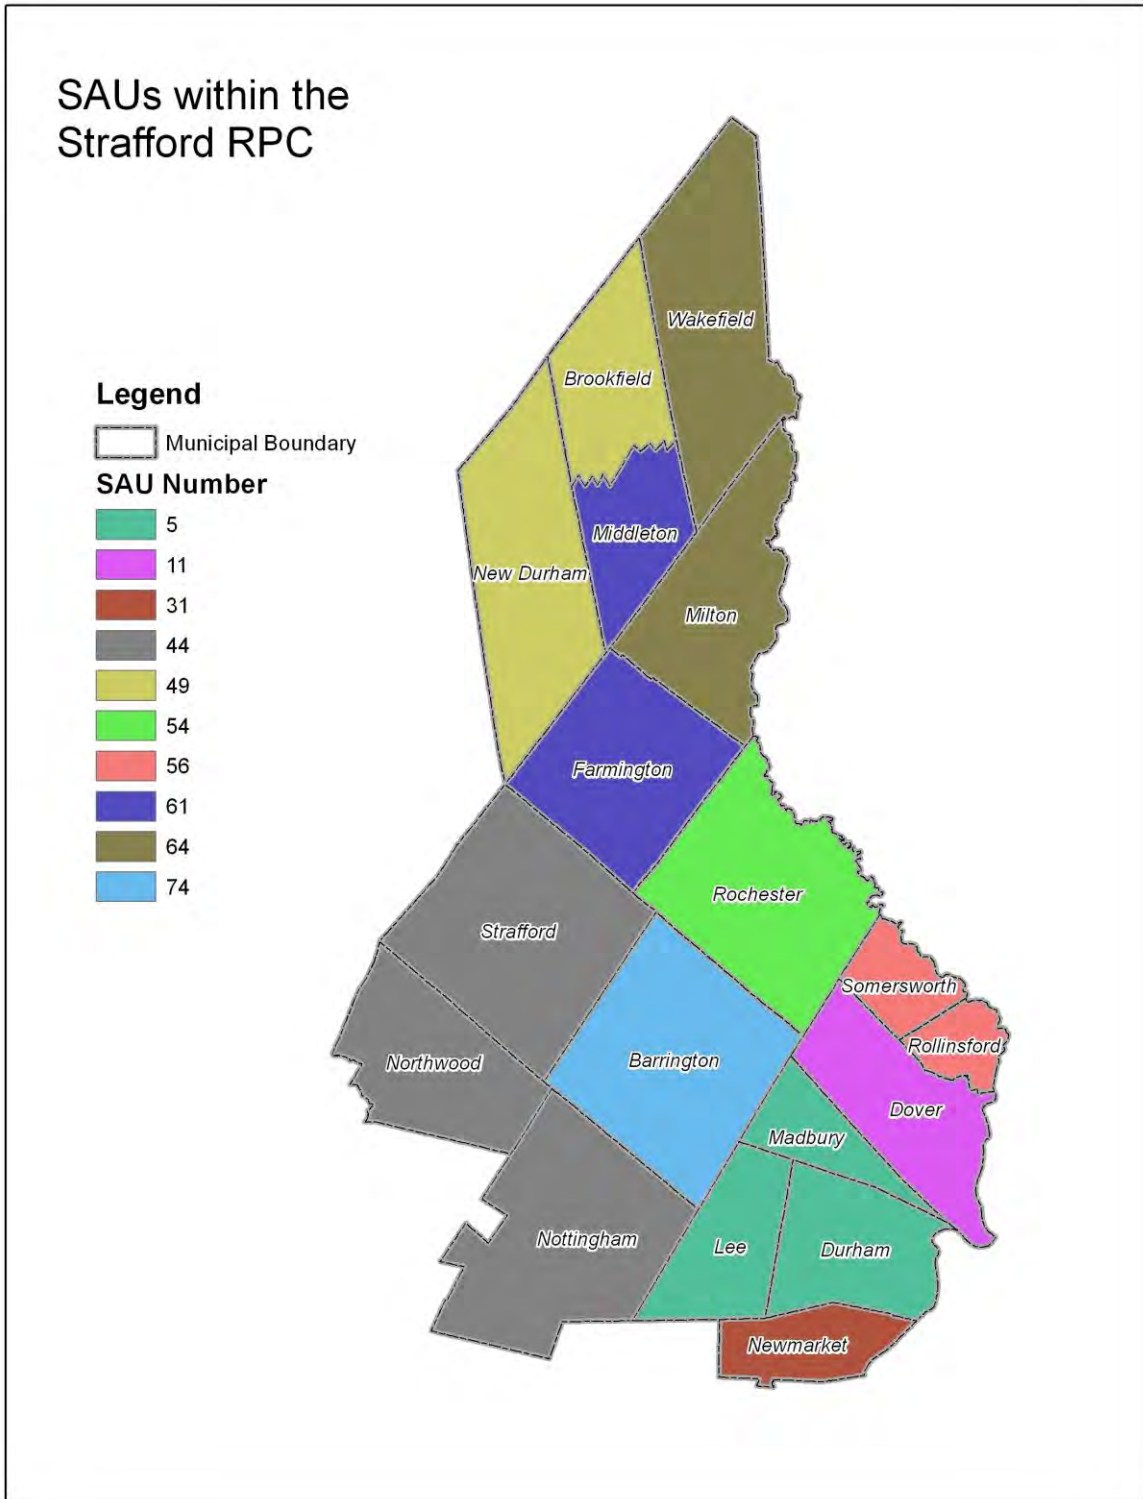 SAUs within the
Strafford RPC
Legend
Municipal Boundary
SAU Number
5
11
31
44
49
54
56
61
64
74
Wakefield
Brookfield
Middleton
New Durham
Milton
Farmington
Rochester
Strafford
Somersworth
Rollinsford
Northwood
Barrington
Dover
Madbury
Nottingham
Lee
Durham
Newmarket